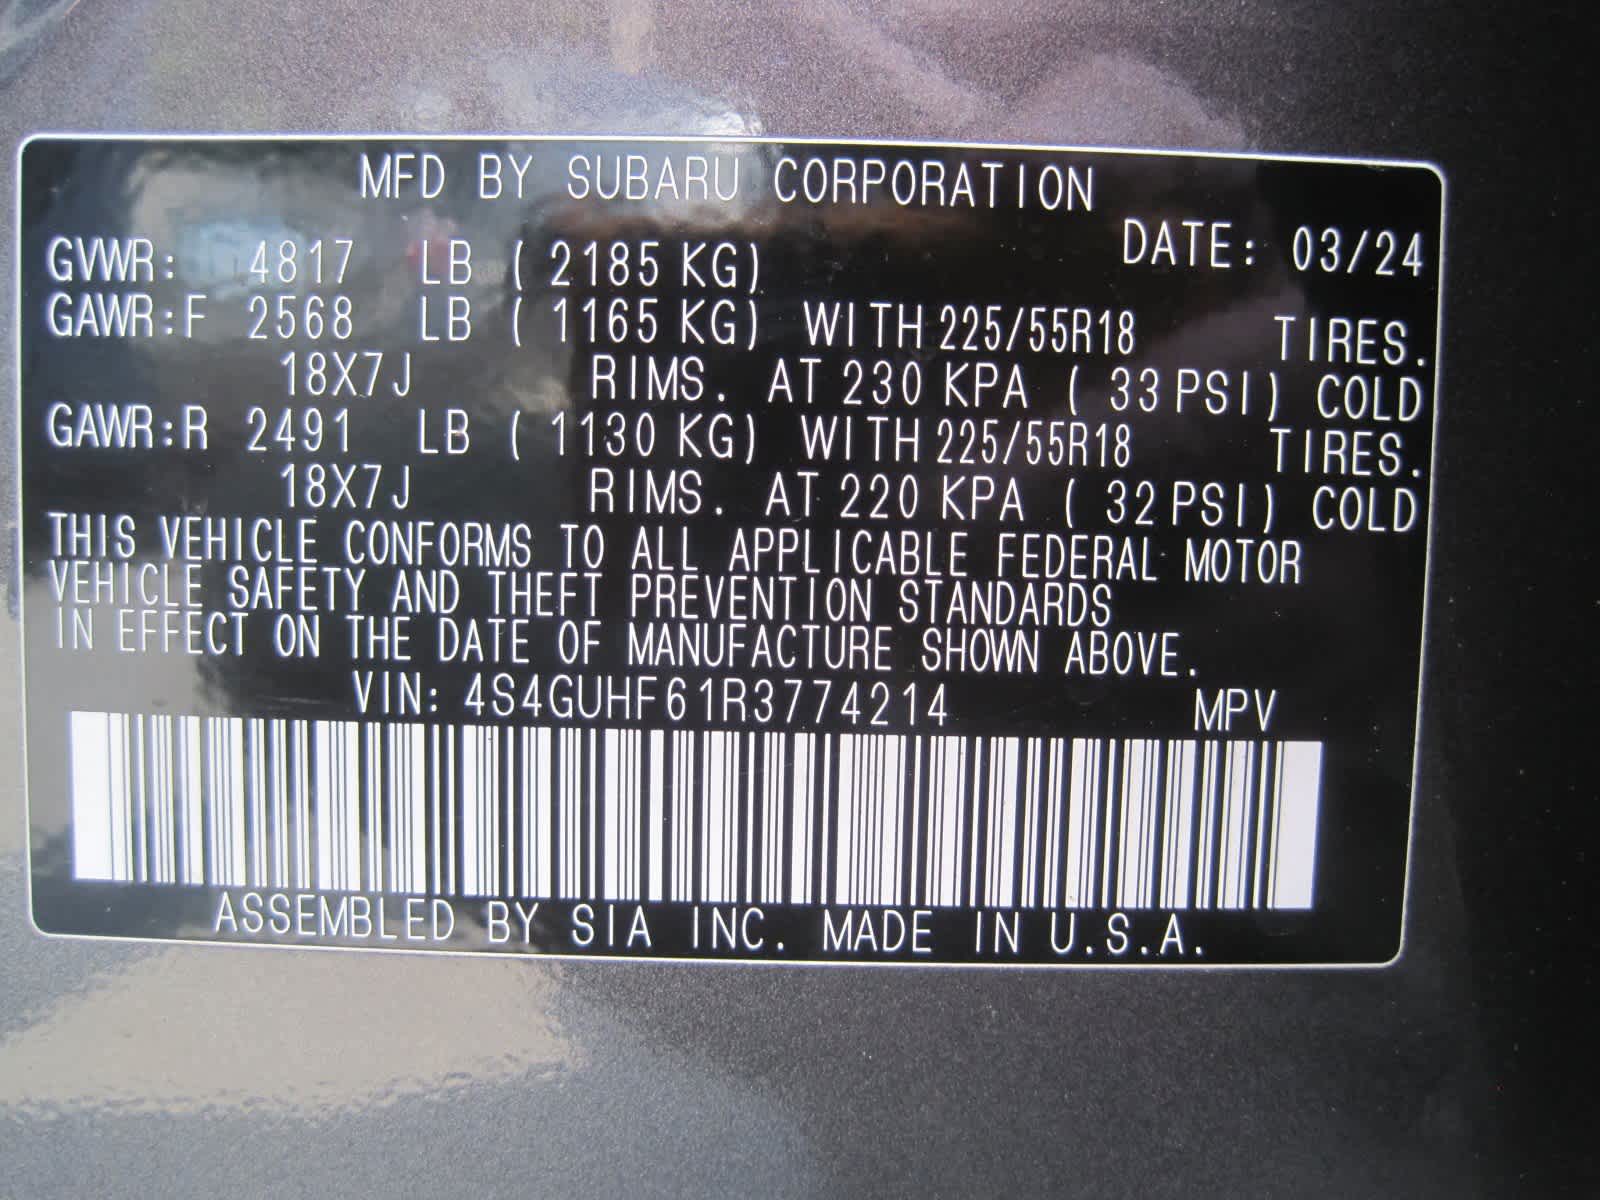 MFD BY SUBARU CORPORATION
DATE: 03/24
GVWR: 4817 LB ( 2185 KG)
GAWR:F 2568 LB ( 1165 KG) WITH 225/55R18 TIRES.
18X7J RIMS. AT 230 KPA ( 33 PSI) COLD
GAWR:R 2491 LB ( 1130 KG) WITH 225/55R18 TIRES.
18X7J RIMS. AT 220 KPA ( 32 PSI) COLD
THIS VEHICLE CONFORMS TO ALL APPLICABLE FEDERAL MOTOR
VEHICLE SAFETY AND THEFT PREVENTION STANDARDS
IN EFFECT ON THE DATE OF MANUFACTURE SHOWN ABOVE.
VIN: 4S4GUHF61R3774214 MPV
ASSEMBLED BY SIA INC. MADE IN U.S.A.